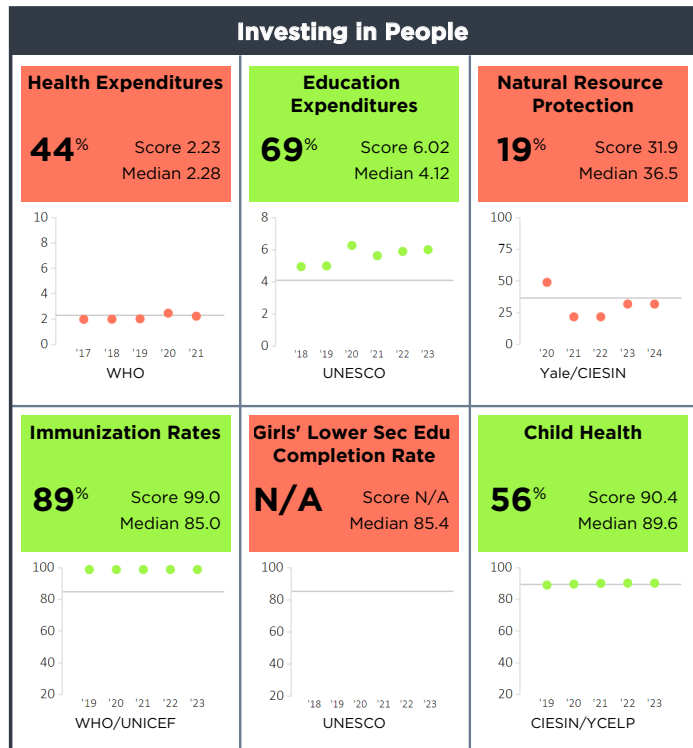 Investing in People
Health Expenditures
44%
Score 2.23
Median 2.28
10
8
6
4
2
0
'17 '18 '19 '20 '21
WHO
Education
Expenditures
69%
Score 6.02
Median 4.12
8
6
4
2
0
'18 '19 '20 '21 '22 '23
UNESCO
Natural Resource
Protection
19%
Score 31.9
Median 36.5
100
75
50
25
0
'20 '21 '22 '23 '24
Yale/CIESIN
Immunization Rates
89%
Score 99.0
Median 85.0
100
80
60
40
20
'19 '20 '21 '22 '23
WHO/UNICEF
Girls' Lower Sec Edu
Completion Rate
N/A
Score N/A
Median 85.4
100
80
60
40
20
'18 '19 '20 '21 '22 '23
UNESCO
Child Health
56%
Score 90.4
Median 89.6
100
80
60
40
20
'19 '20 '21 '22 '23
CIESIN/YCELP